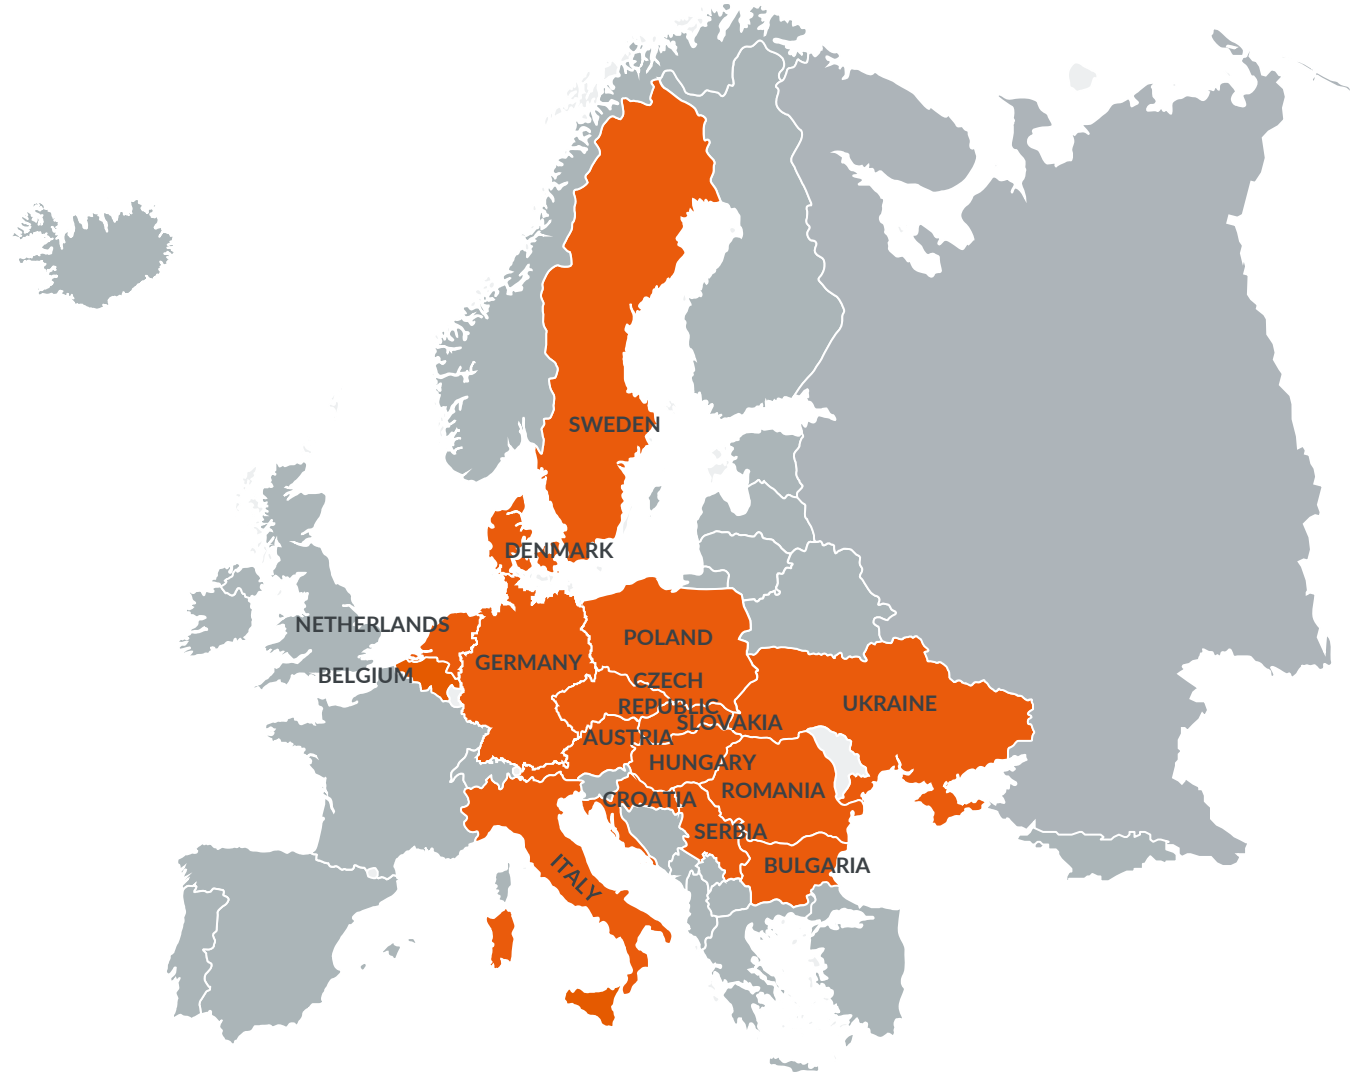 SWEDEN
DENMARK
NETHERLANDS
POLAND
GERMANY
BELGIUM
CZECH
REPUBLIC
UKRAINE
SLOVAKIA
AUSTRIA
HUNGARY
ROMANIA
CROATIA
SERBIA
BULGARIA
ITALY